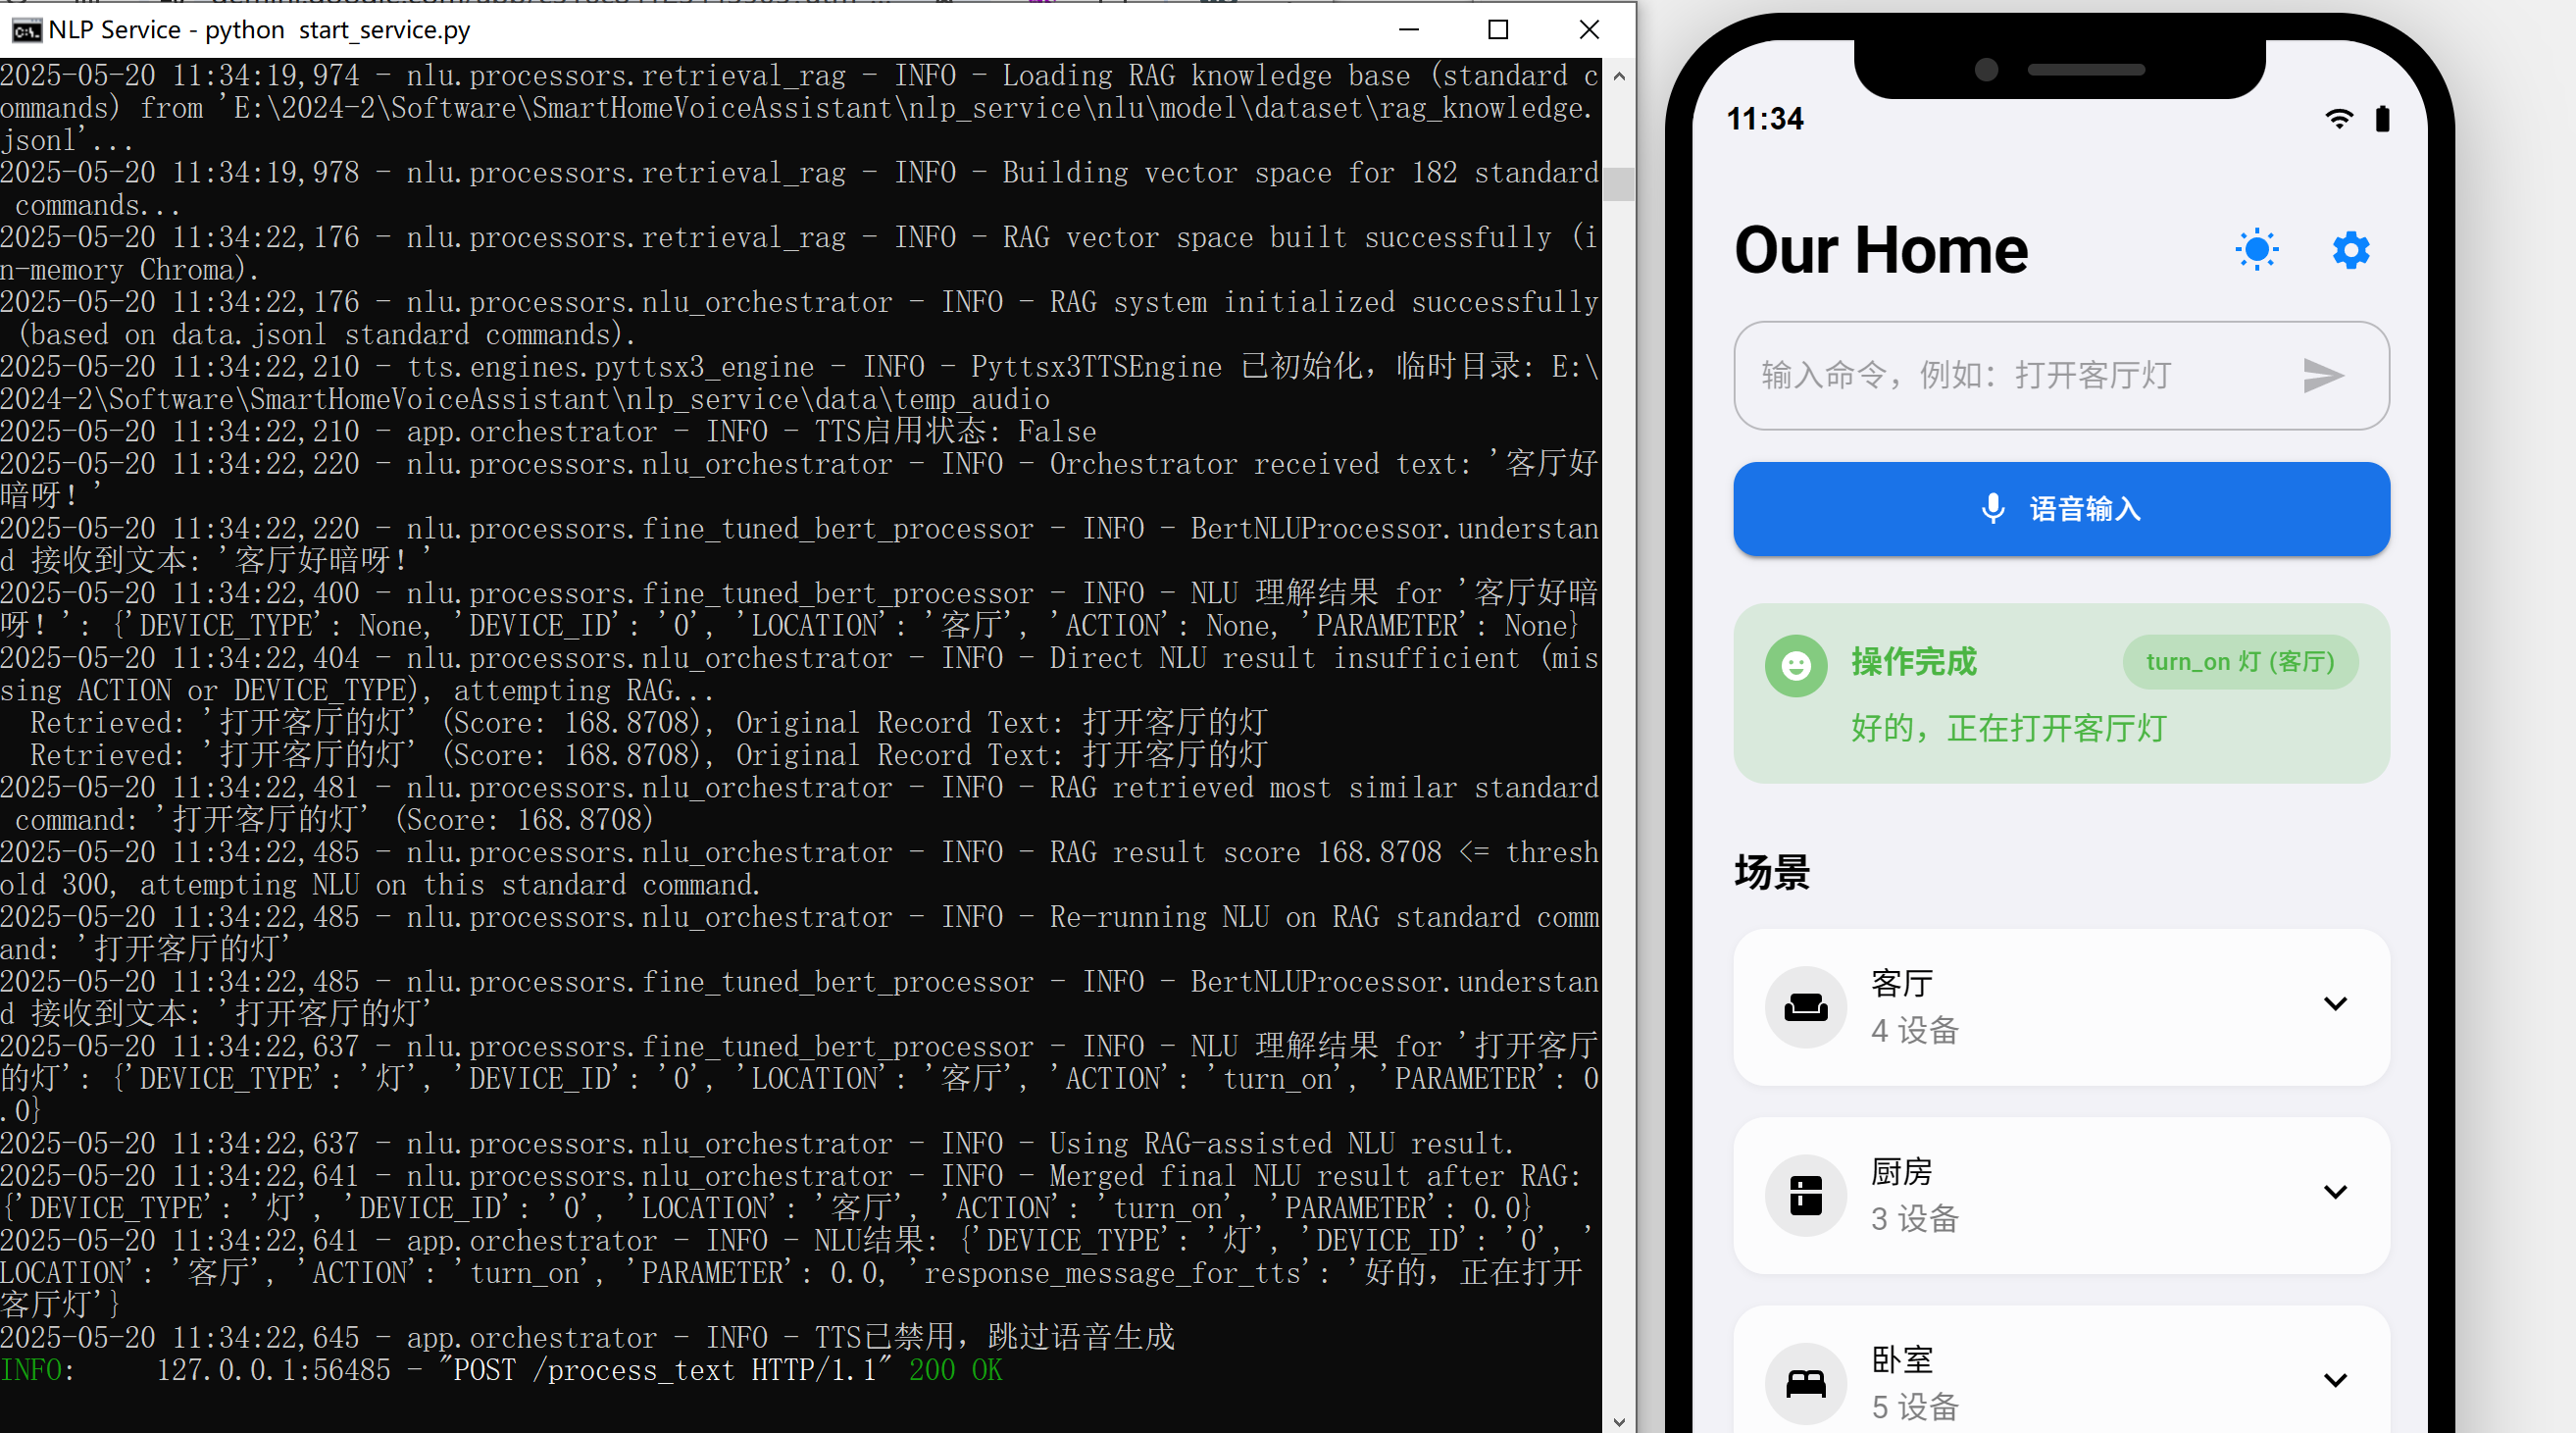 NLP Service - python  start_service.py
2025-05-20 11:34:19,974 - nlu.processors.retrieval_rag - INFO - Loading RAG knowledge base (standard c
ommands) from 'E:\2024-2\Software\SmartHomeVoiceAssistant\nlp_service\nlu\model\dataset\rag_knowledge.
jsonl'...
2025-05-20 11:34:19,978 - nlu.processors.retrieval_rag - INFO - Building vector space for 182 standard
 commands...
2025-05-20 11:34:22,176 - nlu.processors.retrieval_rag - INFO - RAG vector space built successfully (i
n-memory Chroma).
2025-05-20 11:34:22,176 - nlu.processors.nlu_orchestrator - INFO - RAG system initialized successfully
 (based on data.jsonl standard commands).
2025-05-20 11:34:22,210 - tts.engines.pyttsx3_engine - INFO - Pyttsx3TTSEngine 已初始化，临时目录: E:\
2024-2\Software\SmartHomeVoiceAssistant\nlp_service\data\temp_audio
2025-05-20 11:34:22,210 - app.orchestrator - INFO - TTS启用状态: False
2025-05-20 11:34:22,220 - nlu.processors.nlu_orchestrator - INFO - Orchestrator received text: '客厅好
暗呀！'
2025-05-20 11:34:22,220 - nlu.processors.fine_tuned_bert_processor - INFO - BertNLUProcessor.understan
d 接收到文本: '客厅好暗呀！'
2025-05-20 11:34:22,400 - nlu.processors.fine_tuned_bert_processor - INFO - NLU 理解结果 for '客厅好暗
呀！': {'DEVICE_TYPE': None, 'DEVICE_ID': '0', 'LOCATION': '客厅', 'ACTION': None, 'PARAMETER': None}
2025-05-20 11:34:22,404 - nlu.processors.nlu_orchestrator - INFO - Direct NLU result insufficient (mis
sing ACTION or DEVICE_TYPE), attempting RAG...
  Retrieved: '打开客厅的灯' (Score: 168.8708), Original Record Text: 打开客厅的灯
  Retrieved: '打开客厅的灯' (Score: 168.8708), Original Record Text: 打开客厅的灯
2025-05-20 11:34:22,481 - nlu.processors.nlu_orchestrator - INFO - RAG retrieved most similar standard
 command: '打开客厅的灯' (Score: 168.8708)
2025-05-20 11:34:22,485 - nlu.processors.nlu_orchestrator - INFO - RAG result score 168.8708 <= thresh
old 300, attempting NLU on this standard command.
2025-05-20 11:34:22,485 - nlu.processors.nlu_orchestrator - INFO - Re-running NLU on RAG standard comm
and: '打开客厅的灯'
2025-05-20 11:34:22,485 - nlu.processors.fine_tuned_bert_processor - INFO - BertNLUProcessor.understan
d 接收到文本: '打开客厅的灯'
2025-05-20 11:34:22,637 - nlu.processors.fine_tuned_bert_processor - INFO - NLU 理解结果 for '打开客厅
的灯': {'DEVICE_TYPE': '灯', 'DEVICE_ID': '0', 'LOCATION': '客厅', 'ACTION': 'turn_on', 'PARAMETER': 0
.0}
2025-05-20 11:34:22,637 - nlu.processors.nlu_orchestrator - INFO - Using RAG-assisted NLU result.
2025-05-20 11:34:22,641 - nlu.processors.nlu_orchestrator - INFO - Merged final NLU result after RAG:
{'DEVICE_TYPE': '灯', 'DEVICE_ID': '0', 'LOCATION': '客厅', 'ACTION': 'turn_on', 'PARAMETER': 0.0}
2025-05-20 11:34:22,641 - app.orchestrator - INFO - NLU结果: {'DEVICE_TYPE': '灯', 'DEVICE_ID': '0', '
LOCATION': '客厅', 'ACTION': 'turn_on', 'PARAMETER': 0.0, 'response_message_for_tts': '好的，正在打开
客厅灯'}
2025-05-20 11:34:22,645 - app.orchestrator - INFO - TTS已禁用，跳过语音生成
INFO:     127.0.0.1:56485 - "POST /process_text HTTP/1.1" 200 OK
11:34
Our Home
输入命令，例如：打开客厅灯
语音输入
操作完成
turn_on 灯 (客厅)
好的，正在打开客厅灯
场景
客厅
4 设备
厨房
3 设备
卧室
5 设备